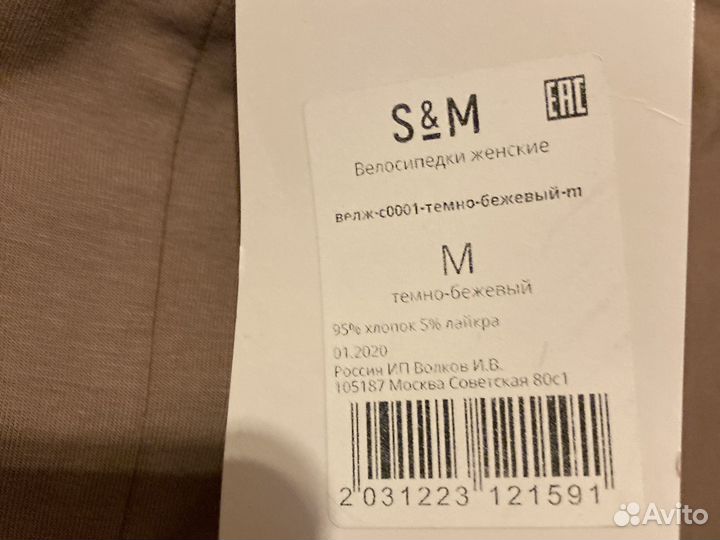 EAC
S&M
Велосипедки женские
велж-с0001-темно-бежевый-m
M
темно-бежевый
95% хлопок 5% лайкра
01.2020
Россия ИП Волков И.В.
105187 Москва Советская 80с1
2 031223 121591
Avito